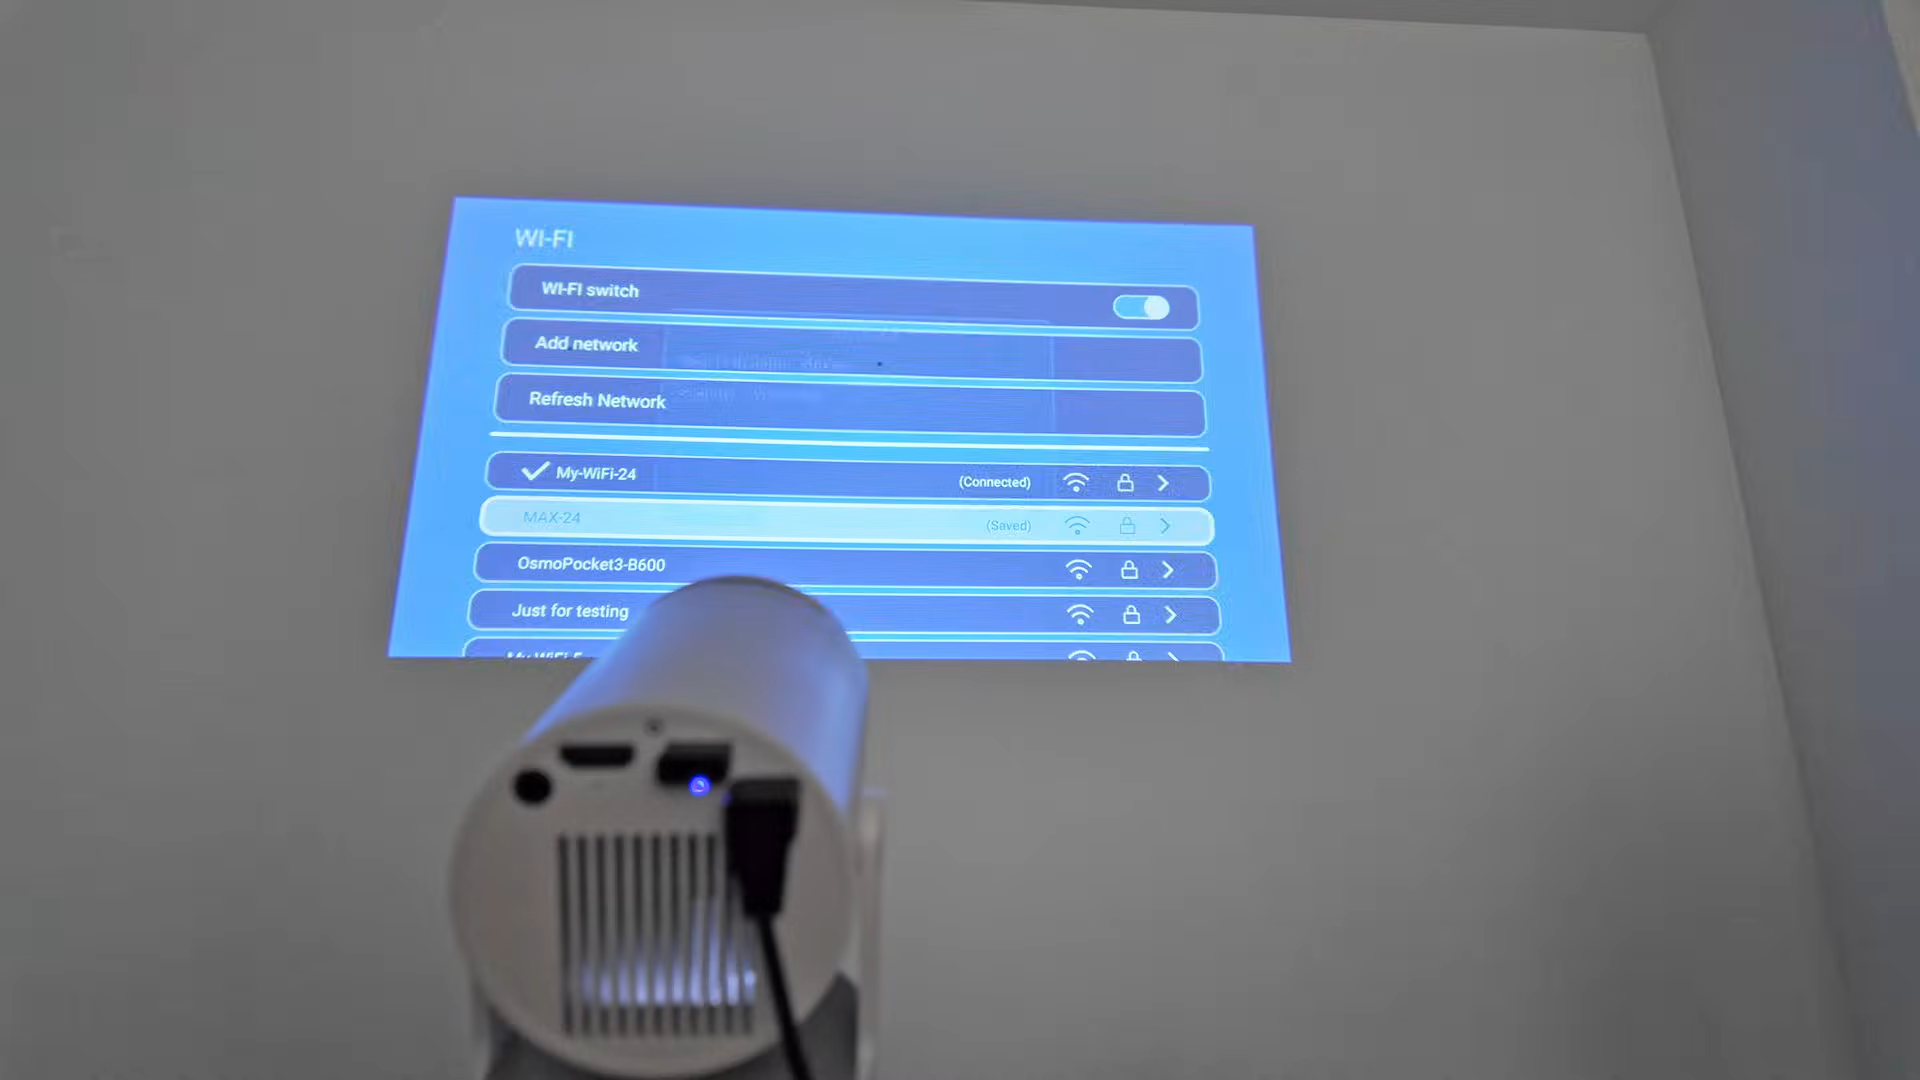 WI-FI
WI-FI switch
Add network
Refresh Network
My-WiFi-24 (Connected)
MAX-24 (Saved)
OsmoPocket3-B600
Just for testing